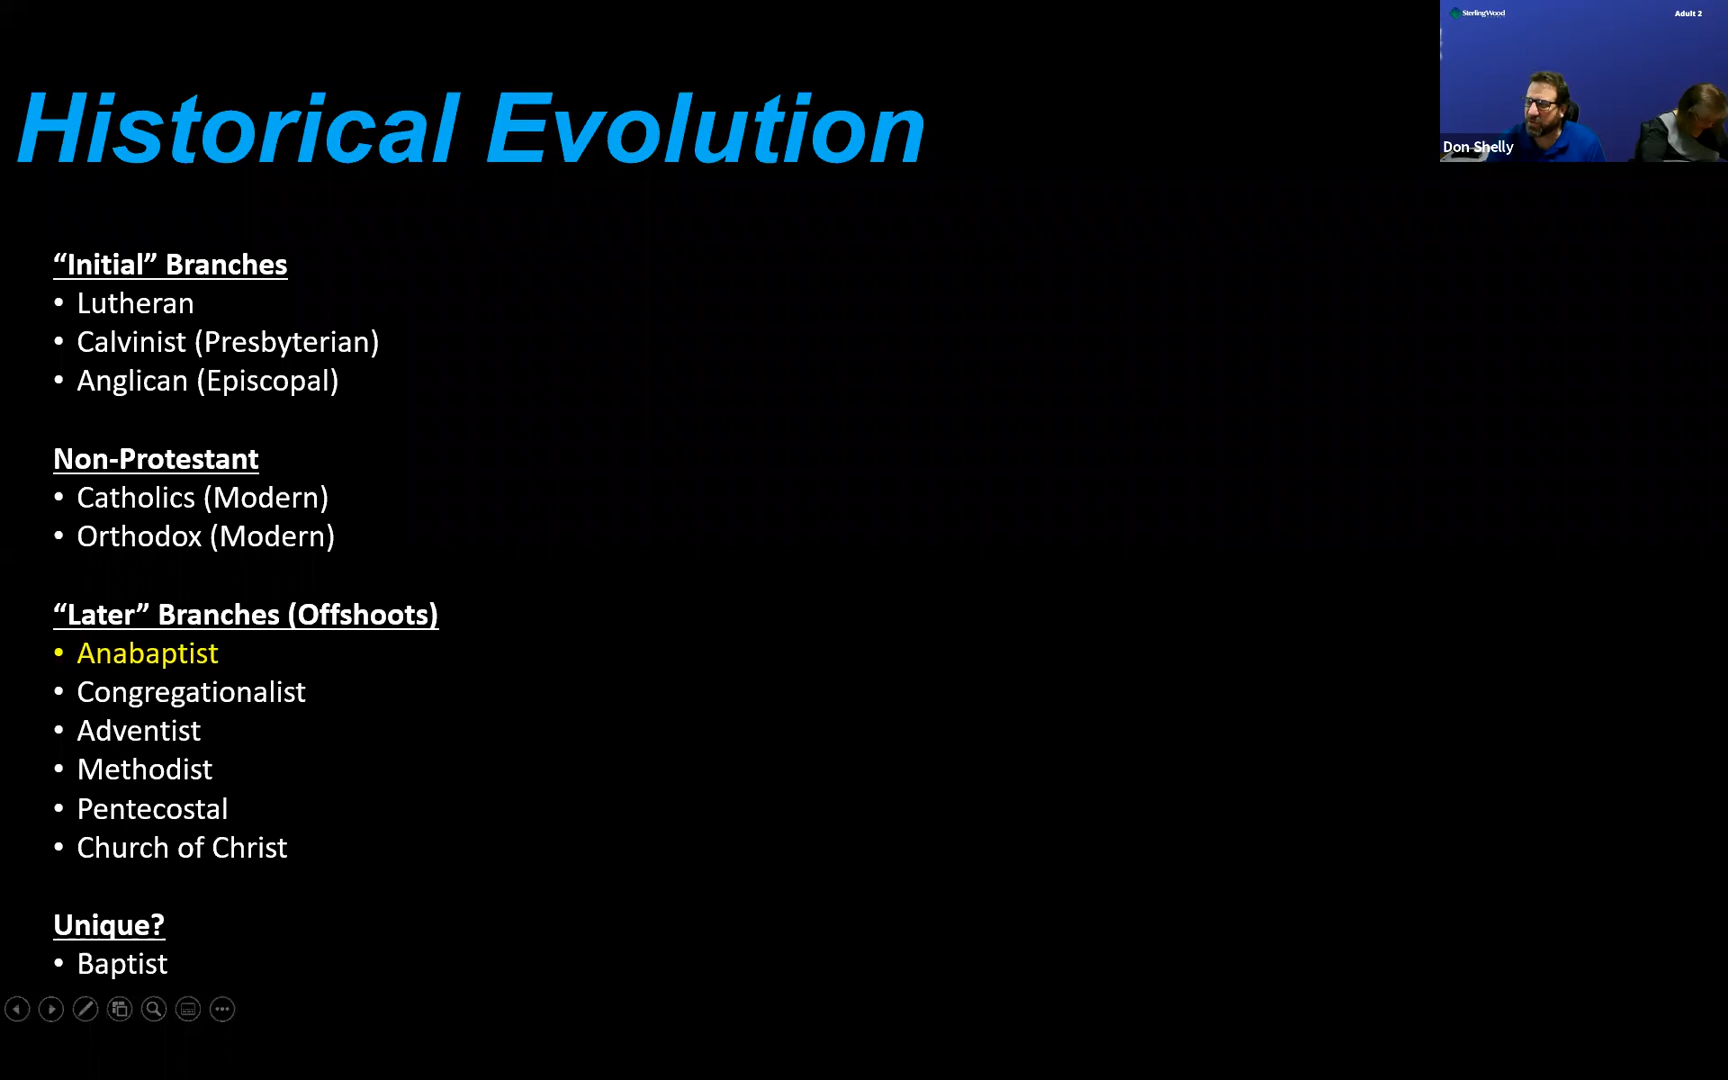 SterlingWood
Adult 2
Historical Evolution
Don Shelly
“Initial” Branches
• Lutheran
• Calvinist (Presbyterian)
• Anglican (Episcopal)
Non-Protestant
• Catholics (Modern)
• Orthodox (Modern)
“Later” Branches (Offshoots)
• Anabaptist
• Congregationalist
• Adventist
• Methodist
• Pentecostal
• Church of Christ
Unique?
• Baptist